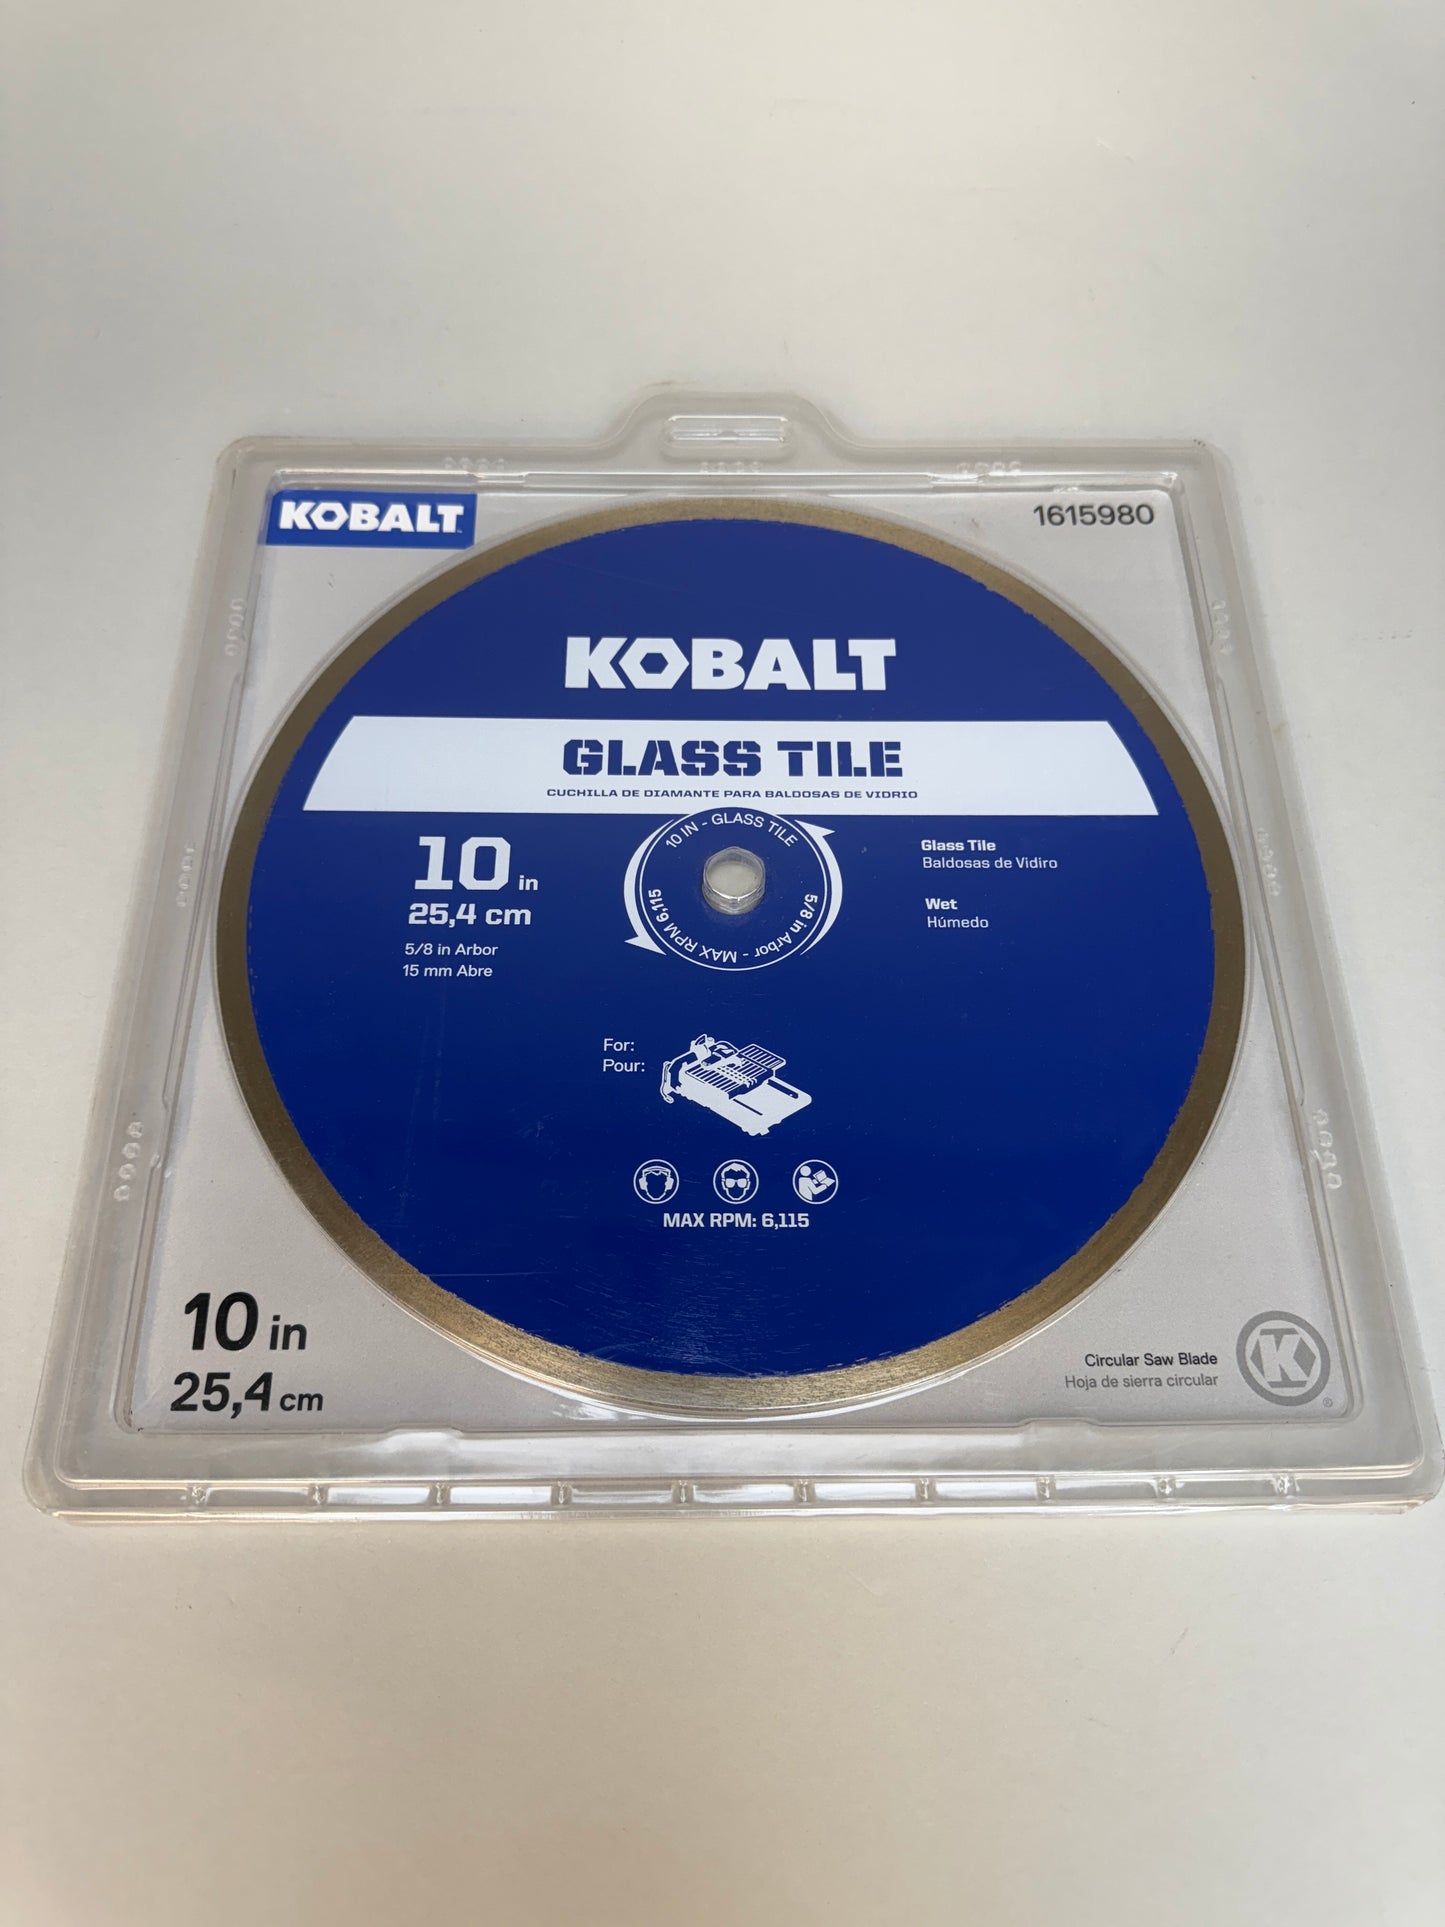 KOBALT
1615980
KOBALT
GLASS TILE
CUCHILLA DE DIAMANTE PARA BALDOSAS DE VIDRIO
10 in
25,4 cm
5/8 in Arbor
15 mm Abre
10 IN - GLASS TILE
5/8 in Arbor - MAX RPM 6,115
Glass Tile
Baldosas de Vidiro
Wet
Húmedo
For:
Pour:
MAX RPM: 6,115
10 in
25,4 cm
Circular Saw Blade
Hoja de sierra circular
K
®